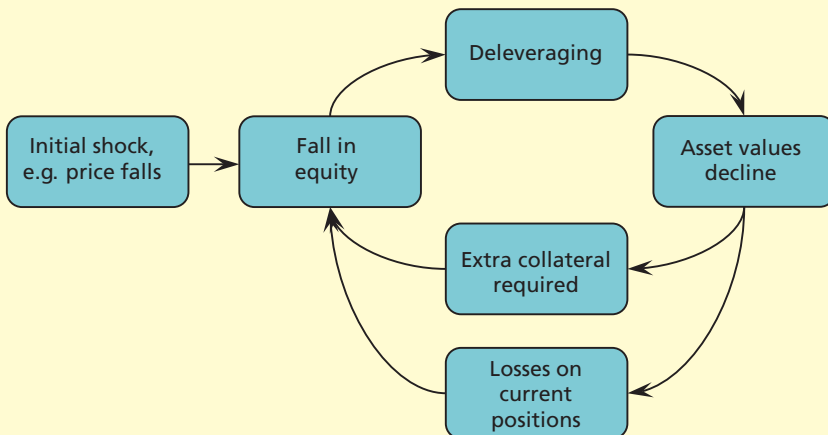 Deleveraging
Initial shock,
e.g. price falls
Fall in
equity
Asset values
decline
Extra collateral
required
Losses on
current
positions